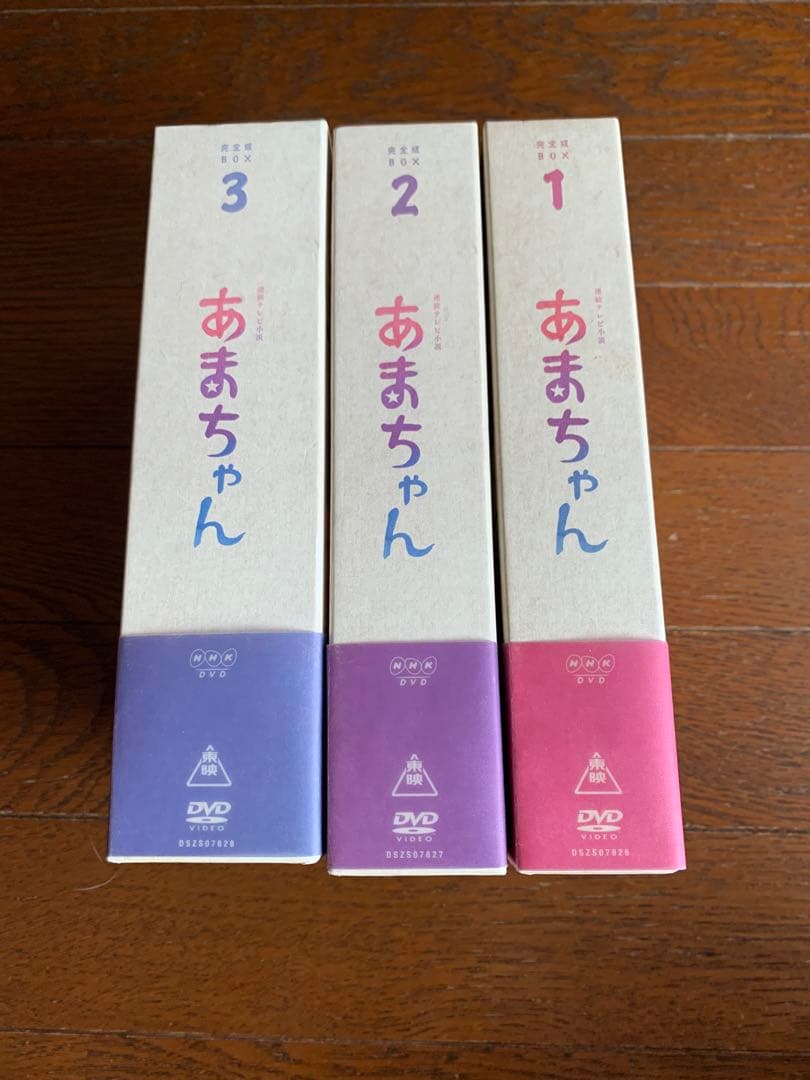 完全版
BOX
3
連続テレビ小説
あまちゃん
NHK
DVD
東映
DVD
VIDEO
DSZS07828
完全版
BOX
2
連続テレビ小説
あまちゃん
NHK
DVD
東映
DVD
VIDEO
DSZS07827
完全版
BOX
1
連続テレビ小説
あまちゃん
NHK
DVD
東映
DVD
VIDEO
DSZS07826